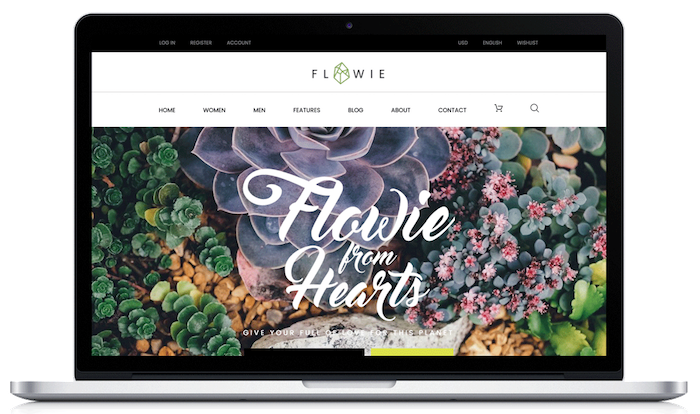 LOG IN REGISTER ACCOUNT USD ENGLISH WISHLIST
FLOWIE
HOME WOMEN MEN FEATURES BLOG ABOUT CONTACT
Flowie
from
Hearts
GIVE YOUR FULL OF LOVE FOR THIS PLANET